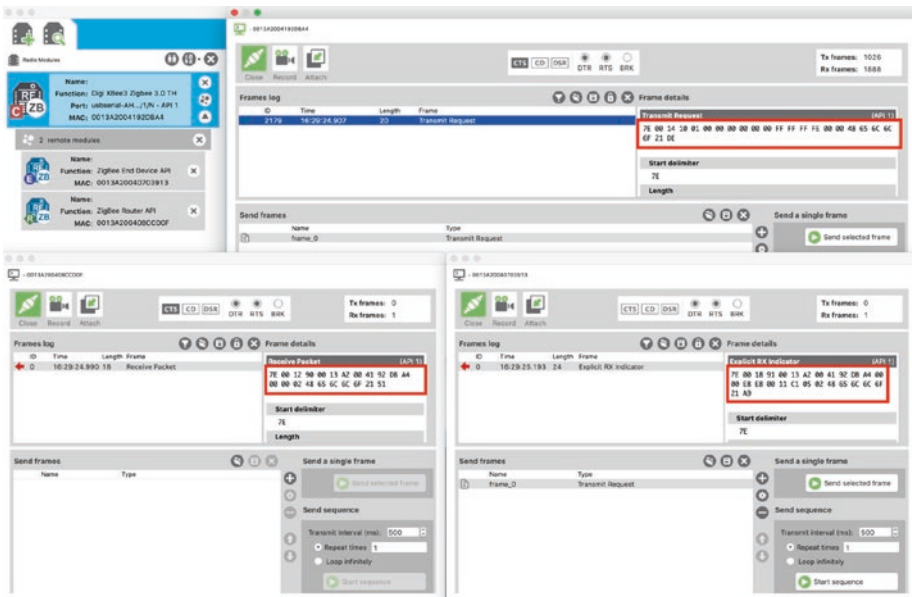 Radio Modules
Name:
Function: Digi XBee3 Zigbee 3.0 TH
Port: usbserial-AH.../1/N - API 1
MAC: 0013A2004192DBA4
2 remote modules
Name:
Function: ZigBee End Device API
MAC: 0013A20040703913
Name:
Function: ZigBee Router API
MAC: 0013A200408CCD0F
- 0013A2004192DBA4
Close Record Attach
CTS CD DSR DTR RTS BRK
Tx frames: 1026
Rx frames: 1688
Frames log
ID Time Length Frame
2179 16:29:24.907 20 Transmit Request
Frame details
Transmit Request (API 1)
7E 00 14 10 01 00 00 00 00 00 00 FF FF FF FE 00 00 48 65 6C 6C
6F 21 DE
Start delimiter
7E
Length
Send frames
Name Type
frame_0 Transmit Request
Send a single frame
Send selected frame
- 0013A200408CCD0F
Close Record Attach
CTS CD DSR DTR RTS BRK
Tx frames: 0
Rx frames: 1
Frames log
ID Time Length Frame
0 16:29:24.990 18 Receive Packet
Frame details
Receive Packet (API 1)
7E 00 12 90 00 13 A2 00 41 92 DB A4
00 00 02 48 65 6C 6C 6F 21 51
Start delimiter
7E
Length
Send frames
Name Type
Send a single frame
Send selected frame
Send sequence
Transmit interval (ms): 500
Repeat times 1
Loop infinitely
Start sequence
- 0013A20040703913
Close Record Attach
CTS CD DSR DTR RTS BRK
Tx frames: 0
Rx frames: 1
Frames log
ID Time Length Frame
0 16:29:25.193 24 Explicit RX Indicator
Frame details
Explicit RX Indicator (API 1)
7E 00 18 91 00 13 A2 00 41 92 DB A4 00
00 E8 E8 00 11 C1 05 02 48 65 6C 6C 6F
21 AD
Start delimiter
7E
Send frames
Name Type
frame_0 Transmit Request
Send a single frame
Send selected frame
Send sequence
Transmit interval (ms): 500
Repeat times 1
Loop infinitely
Start sequence